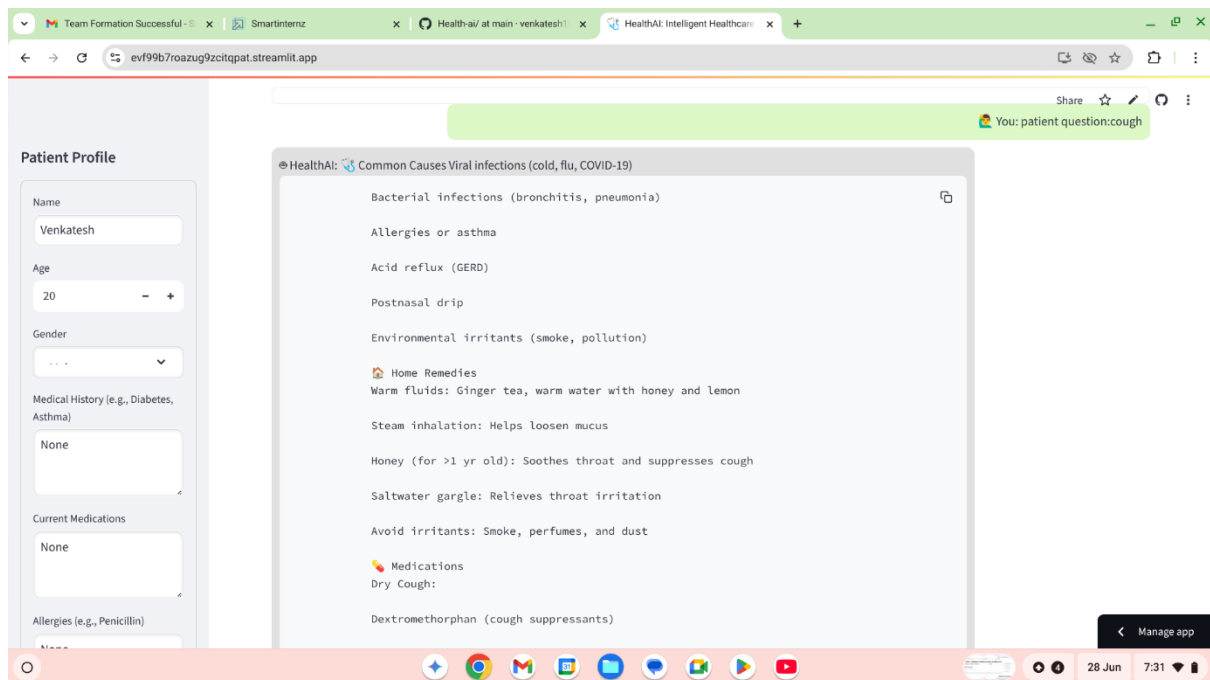 Team Formation Successful - S
Smartinternz
Health-ai/ at main · venkatesh1
HealthAI: Intelligent Healthcare
evf99b7roazug9zcitqpat.streamlit.app
Share
🙋‍♂️ You: patient question:cough
Patient Profile
Name
Venkatesh
Age
20
Gender
Medical History (e.g., Diabetes,
Asthma)
None
Current Medications
None
Allergies (e.g., Penicillin)
HealthAI: 🩺 Common Causes Viral infections (cold, flu, COVID-19)
Bacterial infections (bronchitis, pneumonia)
Allergies or asthma
Acid reflux (GERD)
Postnasal drip
Environmental irritants (smoke, pollution)
🏠 Home Remedies
Warm fluids: Ginger tea, warm water with honey and lemon
Steam inhalation: Helps loosen mucus
Honey (for >1 yr old): Soothes throat and suppresses cough
Saltwater gargle: Relieves throat irritation
Avoid irritants: Smoke, perfumes, and dust
💊 Medications
Dry Cough:
Dextromethorphan (cough suppressants)
Manage app
31
4
28 Jun
7:31